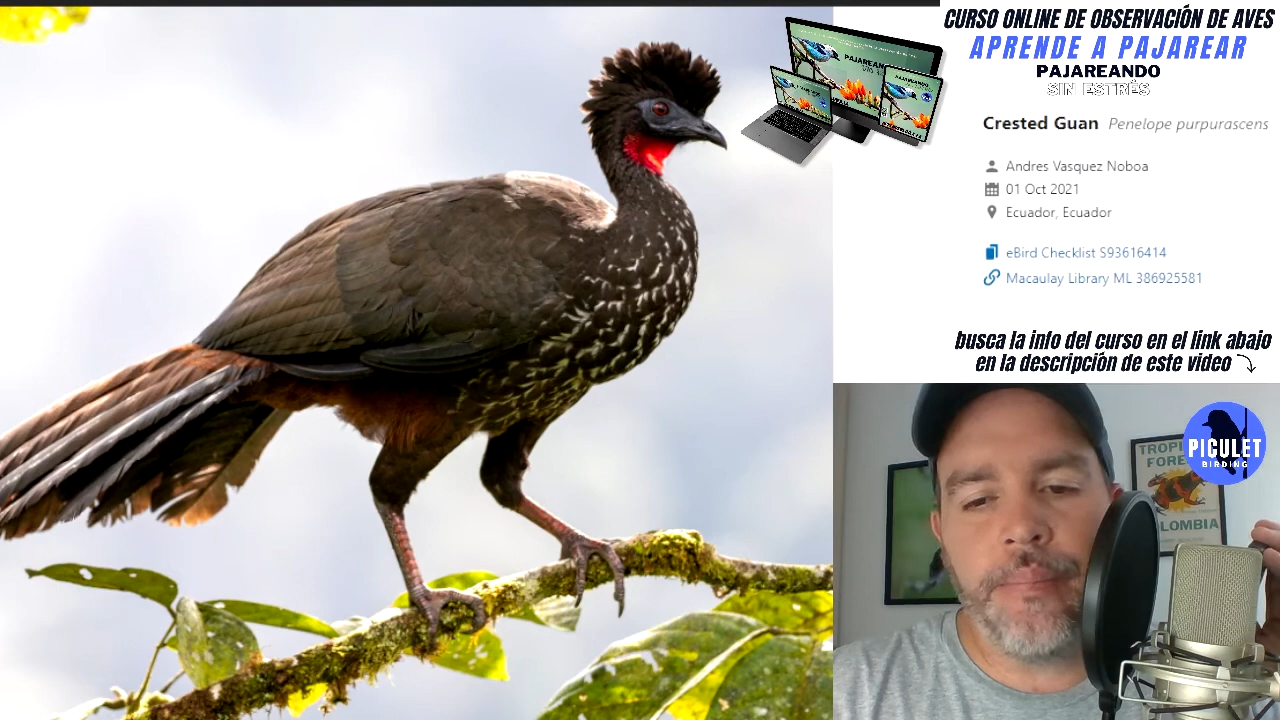 CURSO ONLINE DE OBSERVACIÓN DE AVES
APRENDE A PAJAREAR
PAJAREANDO
SIN ESTRÉS
Crested Guan Penelope purpurascens
Andres Vasquez Noboa
01 Oct 2021
Ecuador, Ecuador
eBird Checklist S93616414
Macaulay Library ML 386925581
busca la info del curso en el link abajo
en la descripción de este video
PICULET
BIRDING
TROPI
FORE
LOMBIA